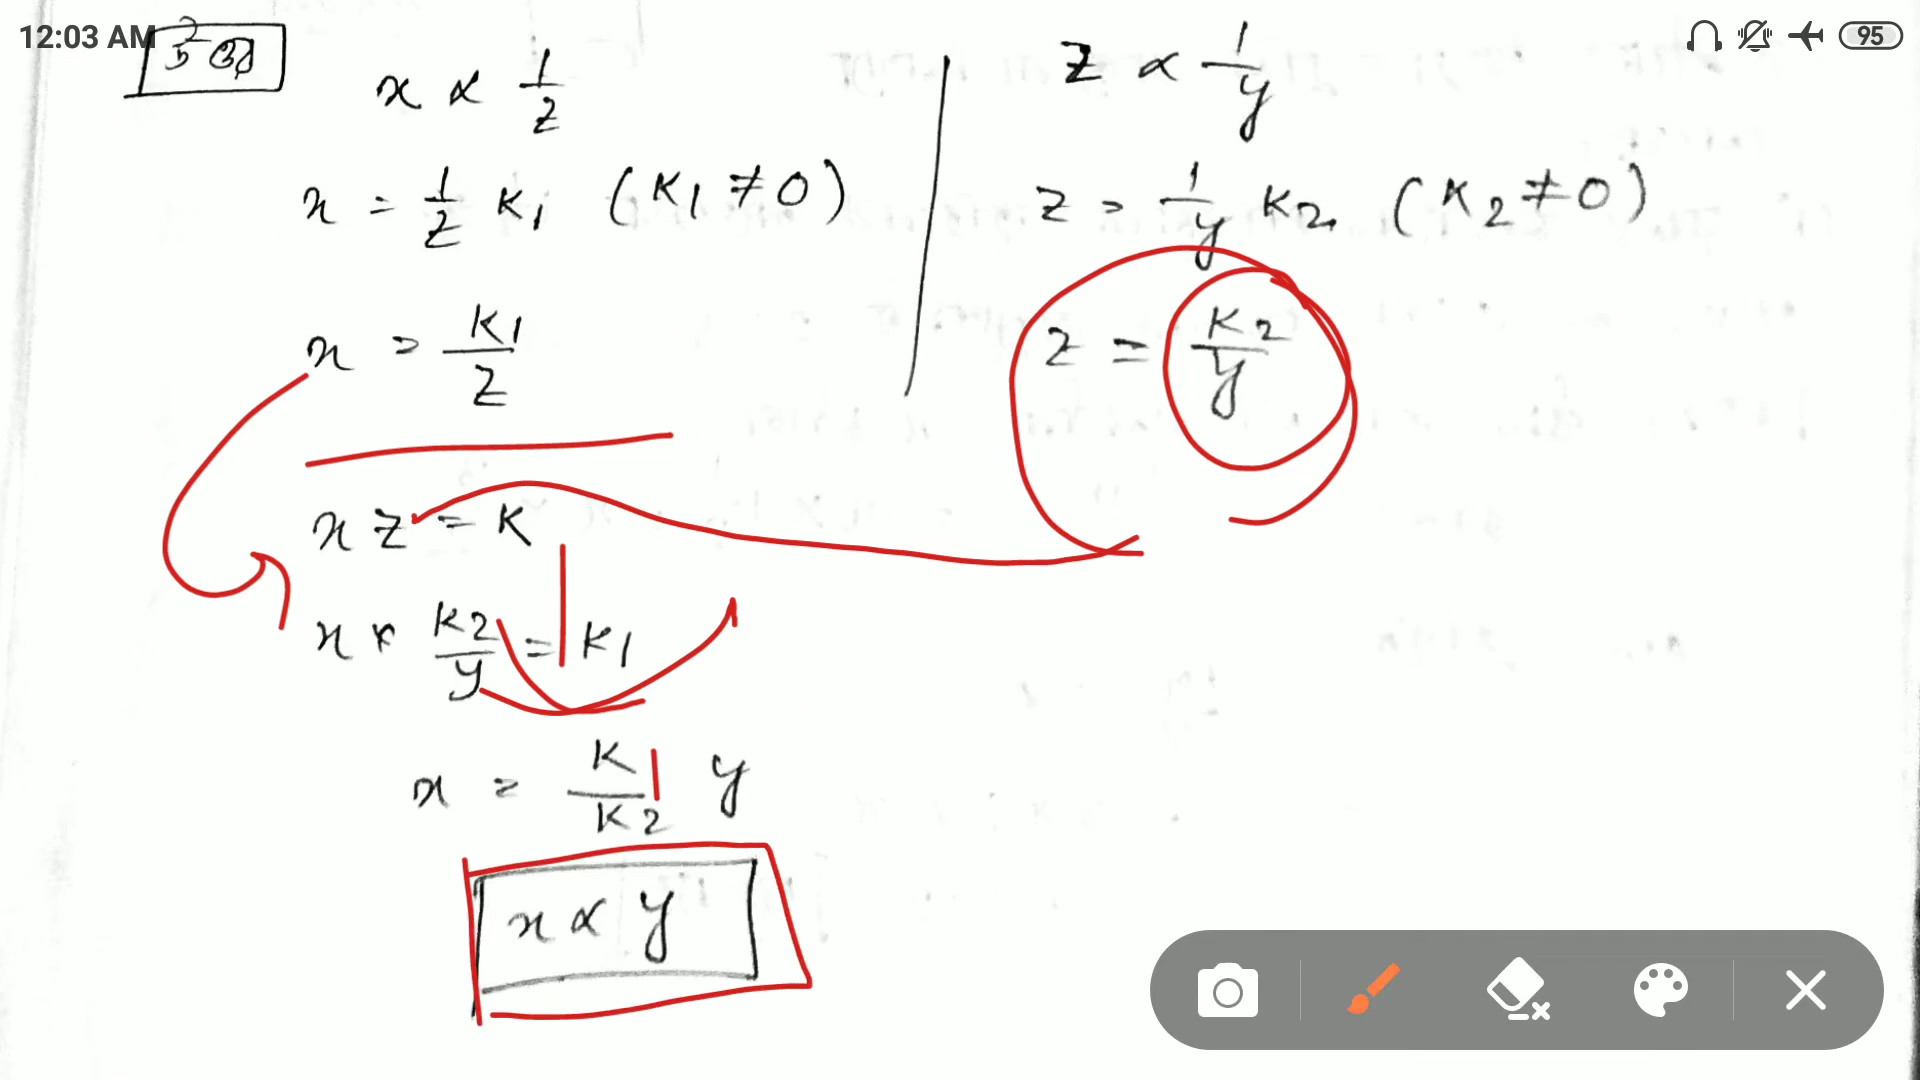 12:03 AM
95
x ∝ 1/z
x = 1/z K1 (K1 ≠ 0)
x = K1/z
z ∝ 1/y
z = 1/y K2 (K2 ≠ 0)
z = K2/y
x z = K
x × K2/y = K1
x = K1/K2 y
x ∝ y